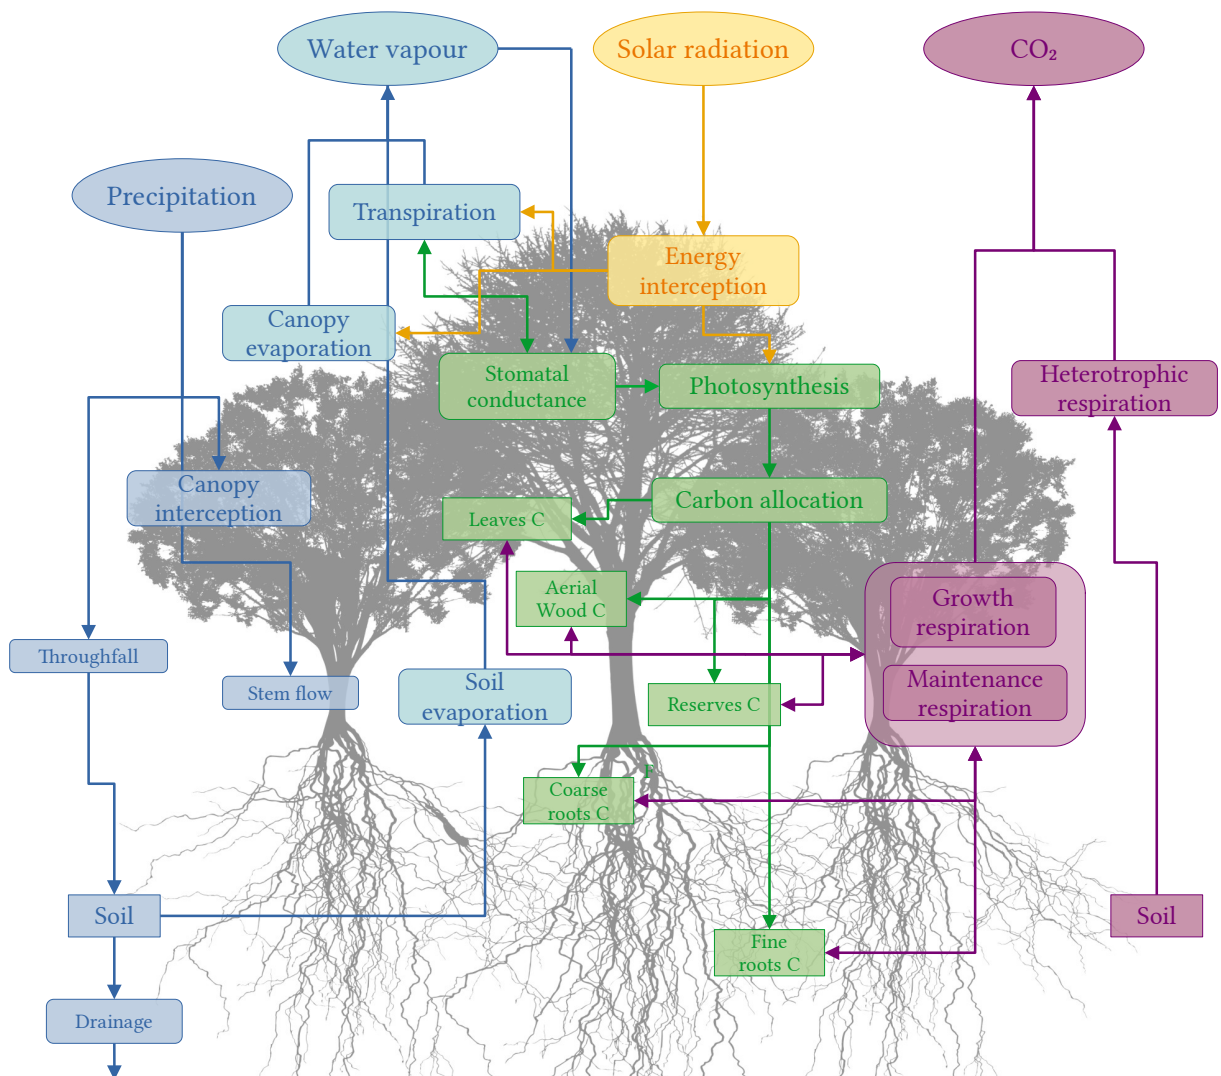 Water vapour
Solar radiation
CO₂
Precipitation
Transpiration
Energy
interception
Canopy
evaporation
Stomatal
conductance
Photosynthesis
Heterotrophic
respiration
Canopy
interception
Carbon allocation
Leaves C
Aerial
Wood C
Growth
respiration
Throughfall
Stem flow
Soil
evaporation
Reserves C
Maintenance
respiration
F
Coarse
roots C
Soil
Soil
Fine
roots C
Drainage